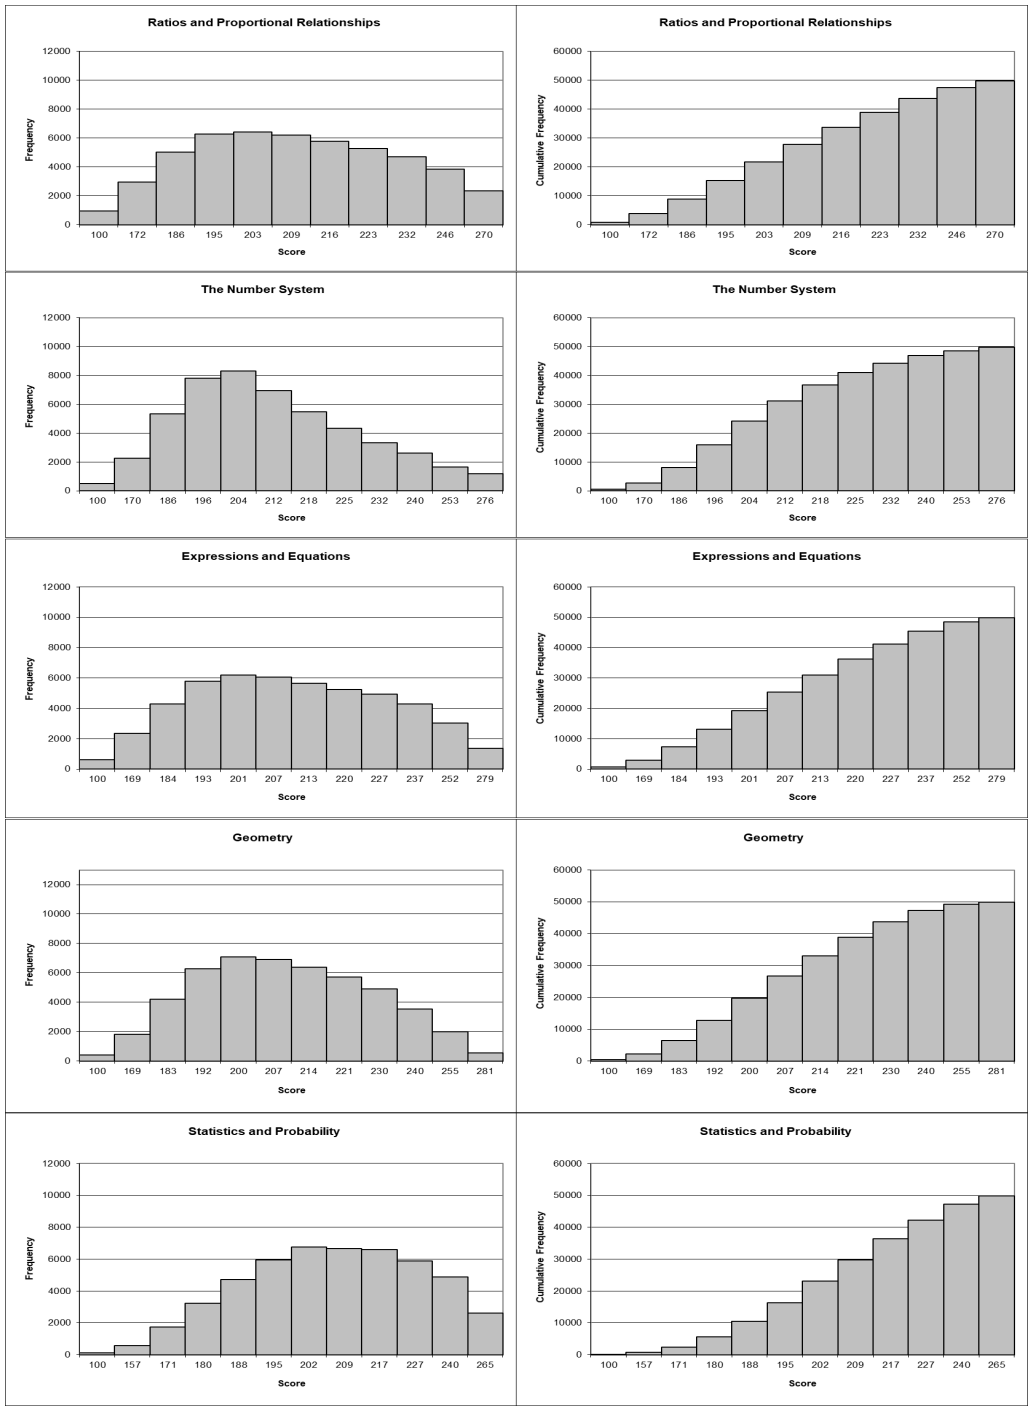 Ratios and Proportional Relationships
12000
10000
8000
6000
4000
2000
0
Frequency
100 172 186 195 203 209 216 223 232 246 270
Score
Ratios and Proportional Relationships
60000
50000
40000
30000
20000
10000
0
Cumulative Frequency
100 172 186 195 203 209 216 223 232 246 270
Score
The Number System
12000
10000
8000
6000
4000
2000
0
Frequency
100 170 186 196 204 212 218 225 232 240 253 276
Score
The Number System
60000
50000
40000
30000
20000
10000
0
Cumulative Frequency
100 170 186 196 204 212 218 225 232 240 253 276
Score
Expressions and Equations
12000
10000
8000
6000
4000
2000
0
Frequency
100 169 184 193 201 207 213 220 227 237 252 279
Score
Expressions and Equations
60000
50000
40000
30000
20000
10000
0
Cumulative Frequency
100 169 184 193 201 207 213 220 227 237 252 279
Score
Geometry
12000
10000
8000
6000
4000
2000
0
Frequency
100 169 183 192 200 207 214 221 230 240 255 281
Score
Geometry
60000
50000
40000
30000
20000
10000
0
Cumulative Frequency
100 169 183 192 200 207 214 221 230 240 255 281
Score
Statistics and Probability
12000
10000
8000
6000
4000
2000
0
Frequency
100 157 171 180 188 195 202 209 217 227 240 265
Score
Statistics and Probability
60000
50000
40000
30000
20000
10000
0
Cumulative Frequency
100 157 171 180 188 195 202 209 217 227 240 265
Score